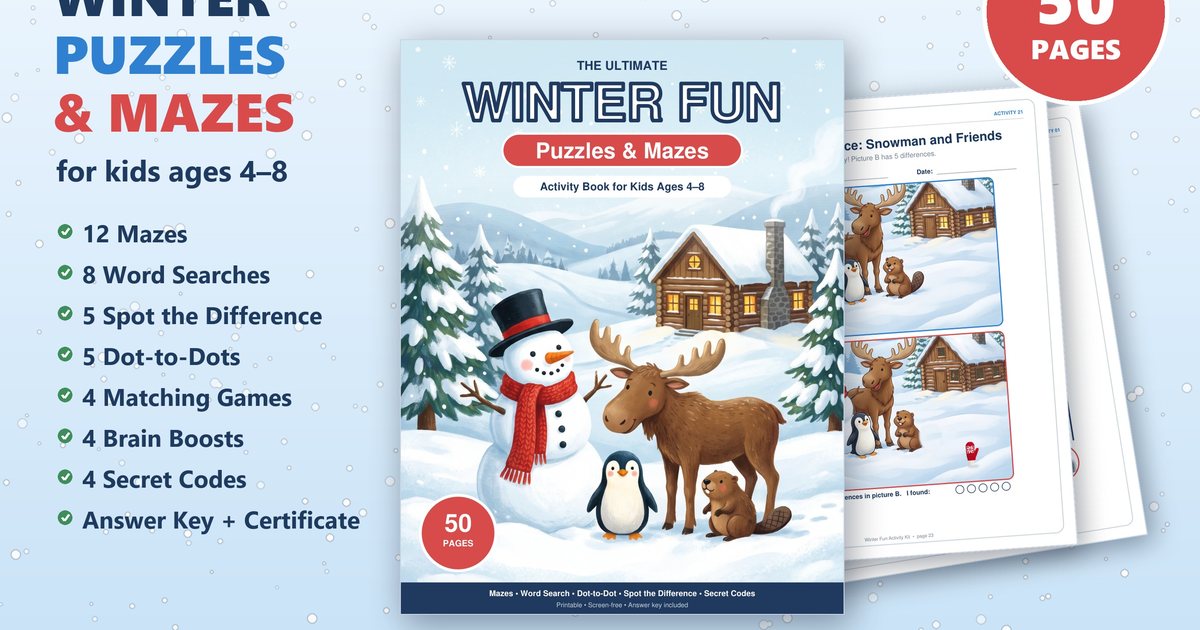 WINTER
PUZZLES
& MAZES
for kids ages 4–8
12 Mazes
8 Word Searches
5 Spot the Difference
5 Dot-to-Dots
4 Matching Games
4 Brain Boosts
4 Secret Codes
Answer Key + Certificate
THE ULTIMATE
WINTER FUN
Puzzles & Mazes
Activity Book for Kids Ages 4–8
50
PAGES
Mazes • Word Search • Dot-to-Dot • Spot the Difference • Secret Codes
Printable • Screen-free • Answer key included
50
PAGES
ACTIVITY 21
ce: Snowman and Friends
y! Picture B has 5 differences.
Date:
ences in picture B. I found:
Winter Fun Activity Kit • page 23